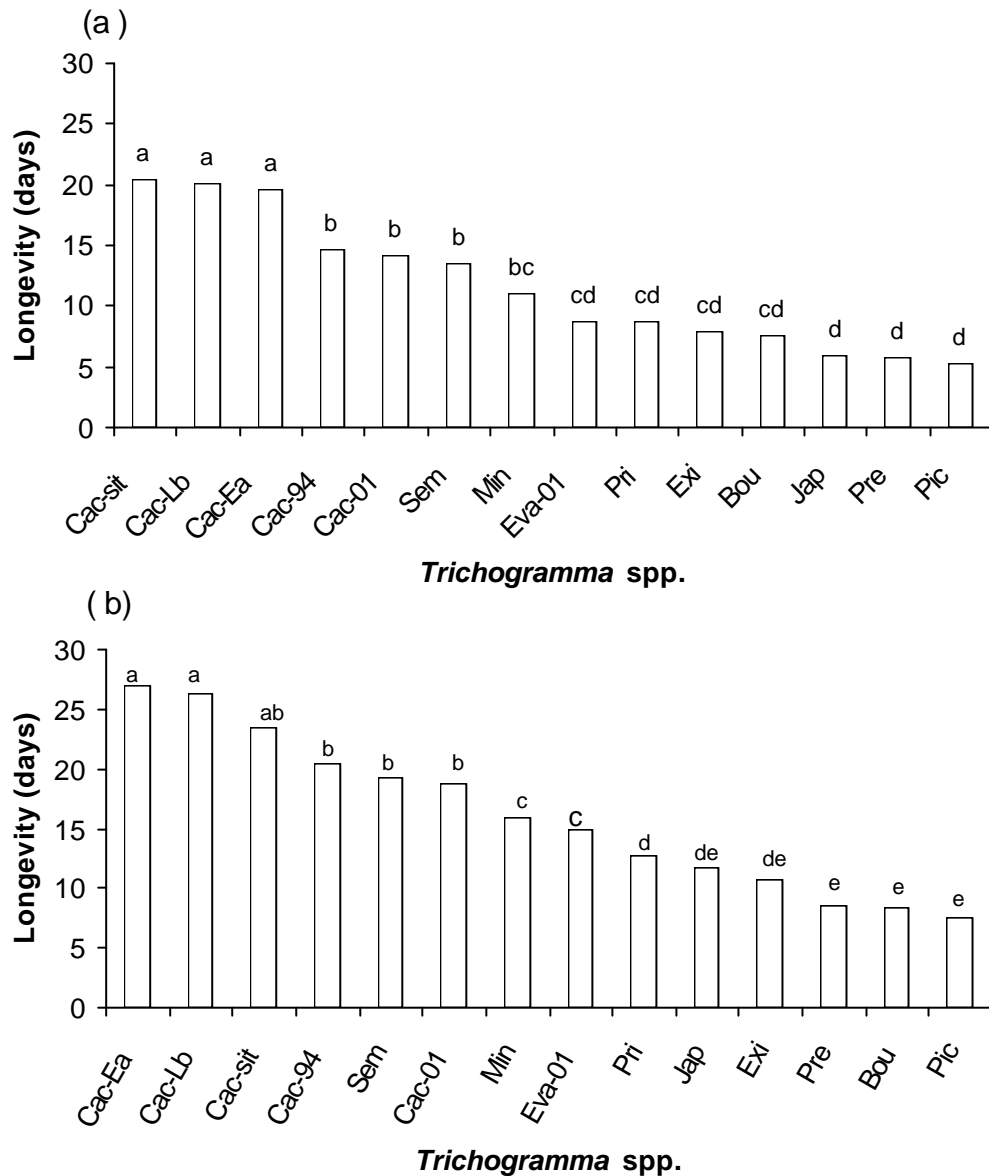 (a )
30
25
20
15
10
5
0
Longevity (days)
a a a b b b bc cd cd cd cd d d d
Cac-sit Cac-Lb Cac-Ea Cac-94 Cac-01 Sem Min Eva-01 Pri Exi Bou Jap Pre Pic
Trichogramma spp.
( b)
30
25
20
15
10
5
0
Longevity (days)
a a ab b b b c c d de de e e e
Cac-Ea Cac-Lb Cac-sit Cac-94 Sem Cac-01 Min Eva-01 Pri Jap Exi Pre Bou Pic
Trichogramma spp.